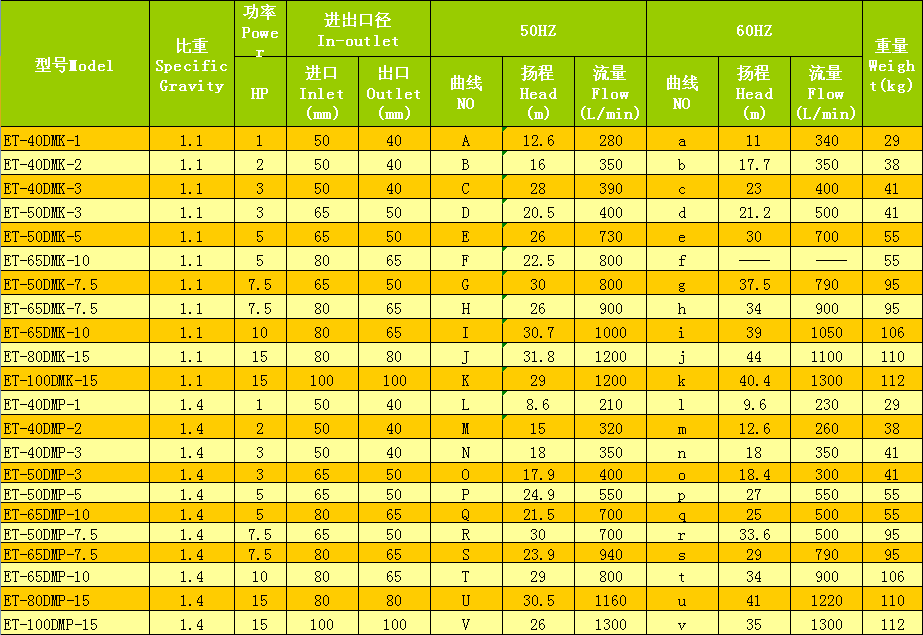 型号Model 比重 Specific Gravity 功率 Powe r 进出口径 In-outlet 50HZ 60HZ 重量 Weigh t(kg)
HP 进口 Inlet (mm) 出口 Outlet (mm) 曲线 NO 扬程 Head (m) 流量 Flow (L/min) 曲线 NO 扬程 Head (m) 流量 Flow (L/min)
ET-40DMK-1 1.1 1 50 40 A 12.6 280 a 11 340 29
ET-40DMK-2 1.1 2 50 40 B 16 350 b 17.7 350 38
ET-40DMK-3 1.1 3 50 40 C 28 390 c 23 400 41
ET-50DMK-3 1.1 3 65 50 D 20.5 400 d 21.2 500 41
ET-50DMK-5 1.1 5 65 50 E 26 730 e 30 700 55
ET-65DMK-10 1.1 5 80 65 F 22.5 800 f —— —— 55
ET-50DMK-7.5 1.1 7.5 65 50 G 30 800 g 37.5 790 95
ET-65DMK-7.5 1.1 7.5 80 65 H 26 900 h 34 900 95
ET-65DMK-10 1.1 10 80 65 I 30.7 1000 i 39 1050 106
ET-80DMK-15 1.1 15 80 80 J 31.8 1200 j 44 1100 110
ET-100DMK-15 1.1 15 100 100 K 29 1200 k 40.4 1300 112
ET-40DMP-1 1.4 1 50 40 L 8.6 210 l 9.6 230 29
ET-40DMP-2 1.4 2 50 40 M 15 320 m 12.6 260 38
ET-40DMP-3 1.4 3 50 40 N 18 350 n 18 350 41
ET-50DMP-3 1.4 3 65 50 O 17.9 400 o 18.4 300 41
ET-50DMP-5 1.4 5 65 50 P 24.9 550 p 27 550 55
ET-65DMP-10 1.4 5 80 65 Q 21.5 700 q 25 500 55
ET-50DMP-7.5 1.4 7.5 65 50 R 30 700 r 33.6 500 95
ET-65DMP-7.5 1.4 7.5 80 65 S 23.9 940 s 29 790 95
ET-65DMP-10 1.4 10 80 65 T 29 800 t 34 900 106
ET-80DMP-15 1.4 15 80 80 U 30.5 1160 u 41 1220 110
ET-100DMP-15 1.4 15 100 100 V 26 1300 v 35 1300 112